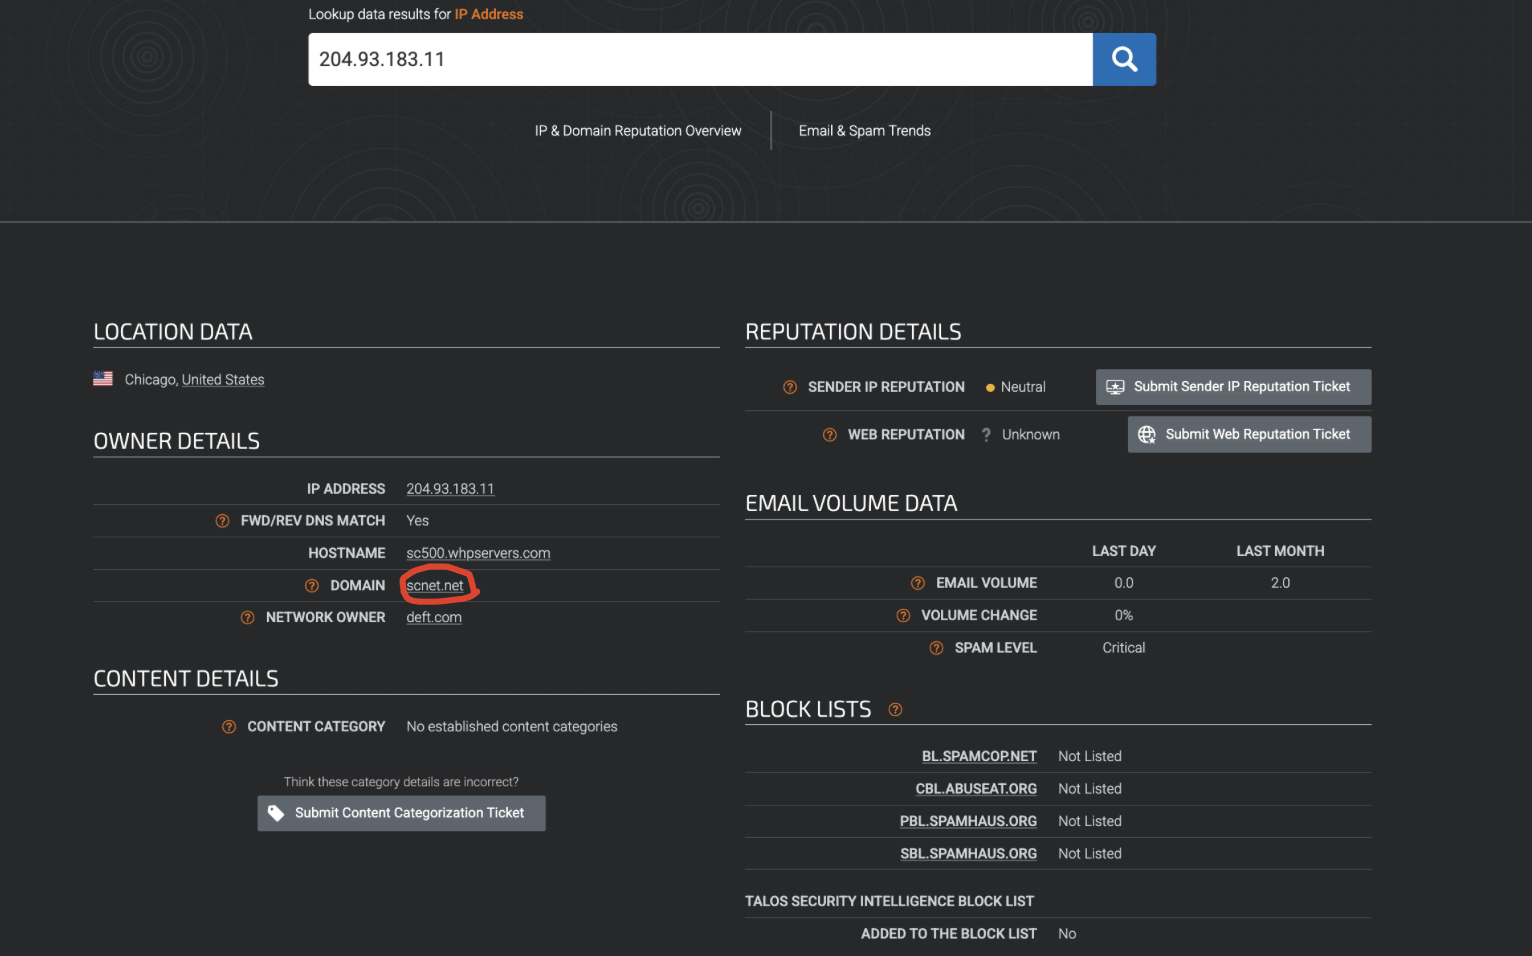 Lookup data results for IP Address
204.93.183.11
IP & Domain Reputation Overview
Email & Spam Trends
LOCATION DATA
Chicago, United States
OWNER DETAILS
IP ADDRESS 204.93.183.11
FWD/REV DNS MATCH Yes
HOSTNAME sc500.whpservers.com
DOMAIN scnet.net
NETWORK OWNER deft.com
CONTENT DETAILS
CONTENT CATEGORY No established content categories
Think these category details are incorrect?
Submit Content Categorization Ticket
REPUTATION DETAILS
SENDER IP REPUTATION Neutral Submit Sender IP Reputation Ticket
WEB REPUTATION ? Unknown Submit Web Reputation Ticket
EMAIL VOLUME DATA
LAST DAY LAST MONTH
EMAIL VOLUME 0.0 2.0
VOLUME CHANGE 0%
SPAM LEVEL Critical
BLOCK LISTS
BL.SPAMCOP.NET Not Listed
CBL.ABUSEAT.ORG Not Listed
PBL.SPAMHAUS.ORG Not Listed
SBL.SPAMHAUS.ORG Not Listed
TALOS SECURITY INTELLIGENCE BLOCK LIST
ADDED TO THE BLOCK LIST No